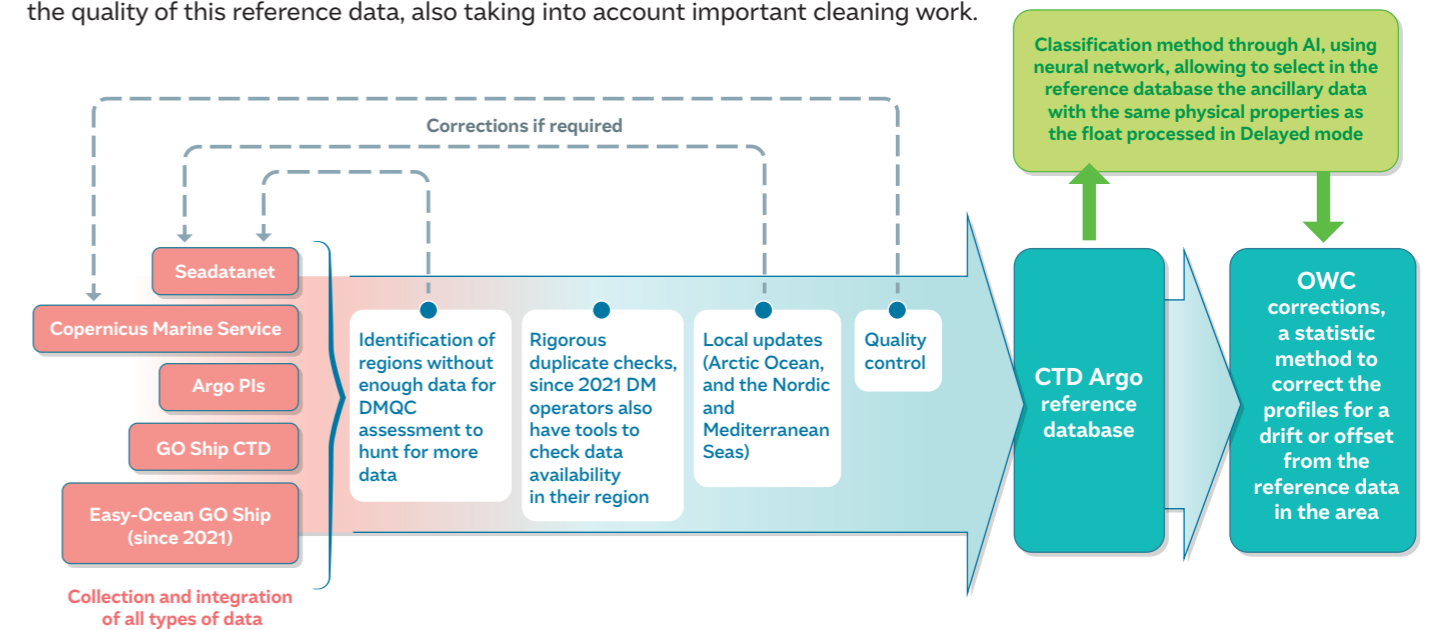 the quality of this reference data, also taking into account important cleaning work.
Classification method through AI, using
neural network, allowing to select in the
reference database the ancillary data
with the same physical properties as
the float processed in Delayed mode
Corrections if required
Seadatanet
Copernicus Marine Service
Argo PIs
GO Ship CTD
Easy-Ocean GO Ship
(since 2021)
Collection and integration
of all types of data
Identification of
regions without
enough data for
DMQC
assessment to
hunt for more
data
Rigorous
duplicate checks,
since 2021 DM
operators also
have tools to
check data
availability
in their region
Local updates
(Arctic Ocean,
and the Nordic
and
Mediterranean
Seas)
Quality
control
CTD Argo
reference
database
OWC
corrections,
a statistic
method to
correct the
profiles for a
drift or offset
from the
reference data
in the area